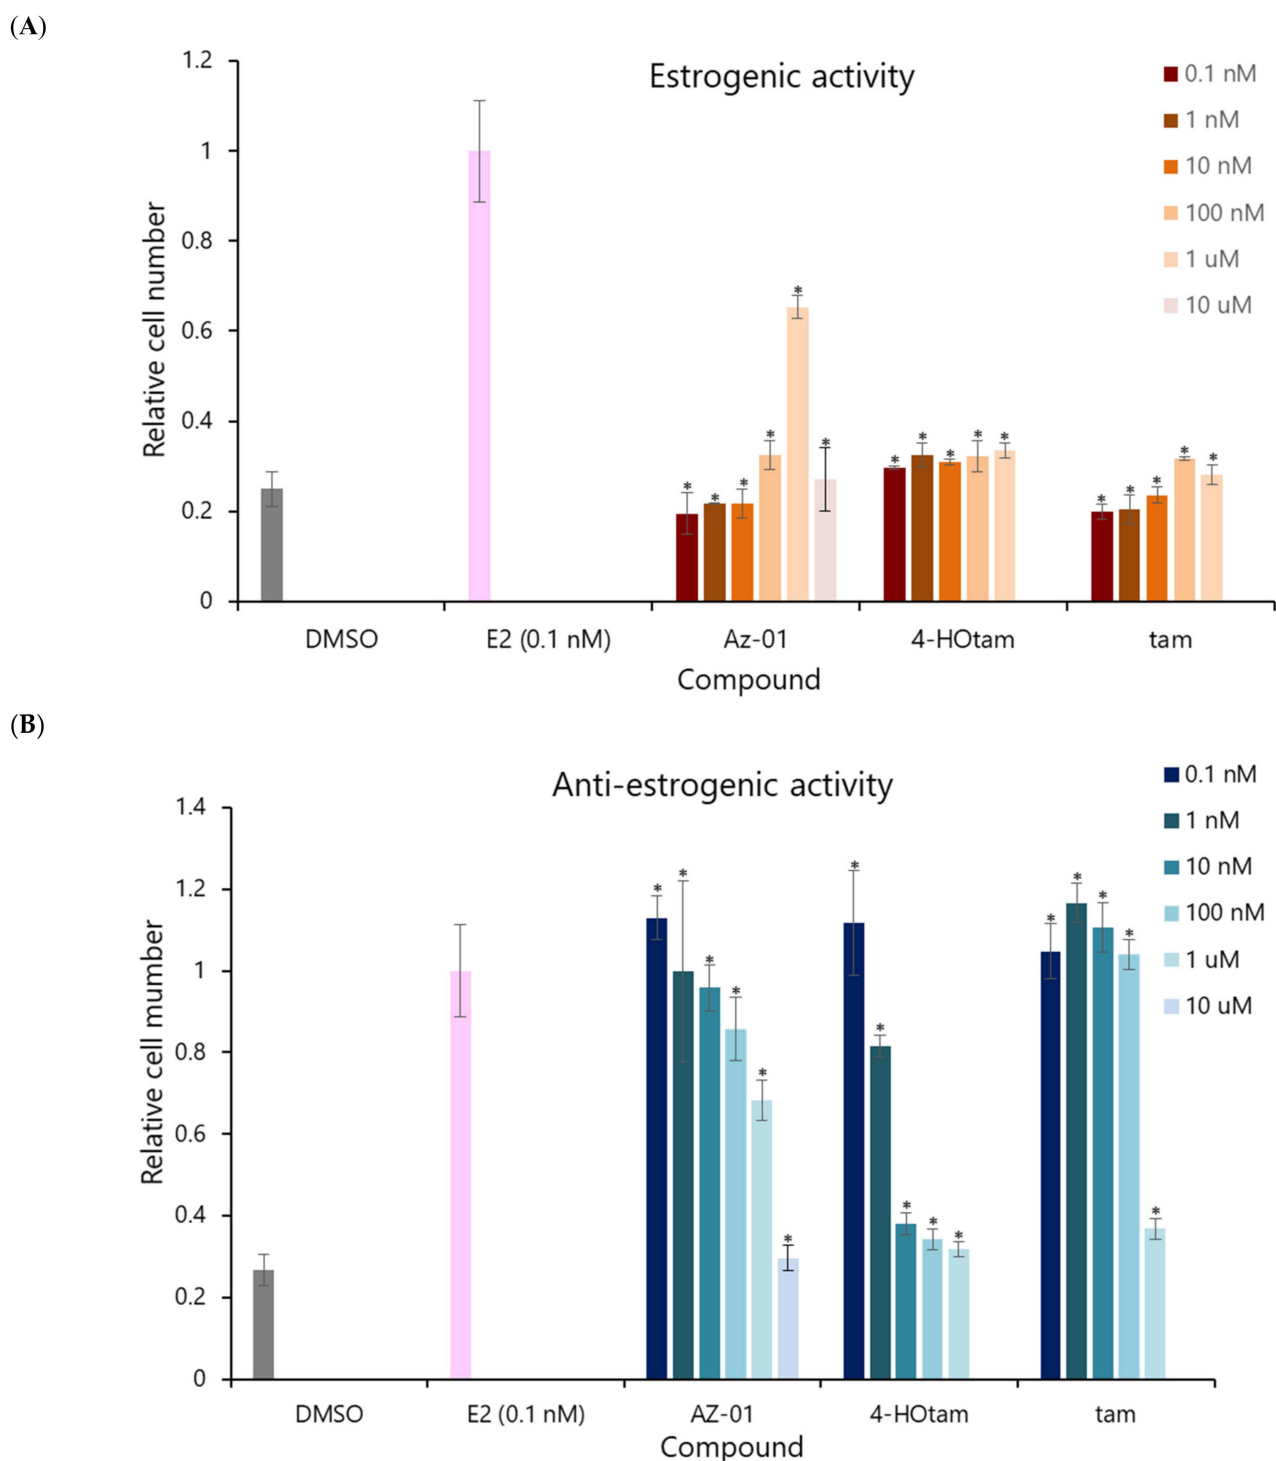 (A)
Estrogenic activity
1.2
1
0.8
0.6
0.4
0.2
0
Relative cell number
0.1 nM
1 nM
10 nM
100 nM
1 uM
10 uM
* * * * * *
* * * * *
* * * * *
DMSO E2 (0.1 nM) Az-01 4-HOtam tam
Compound
(B)
Anti-estrogenic activity
1.4
1.2
1
0.8
0.6
0.4
0.2
0
Relative cell mumber
0.1 nM
1 nM
10 nM
100 nM
1 uM
10 uM
* * * * * *
* * * * *
* * * * *
DMSO E2 (0.1 nM) AZ-01 4-HOtam tam
Compound